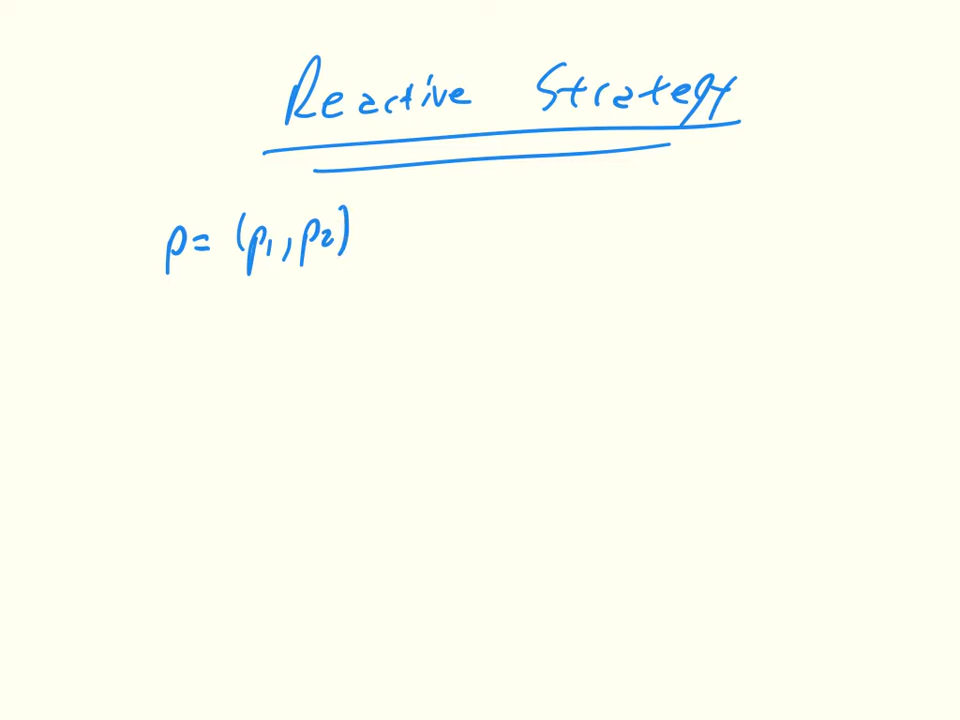 Reactive Strategy
p = (p₁, p₂)